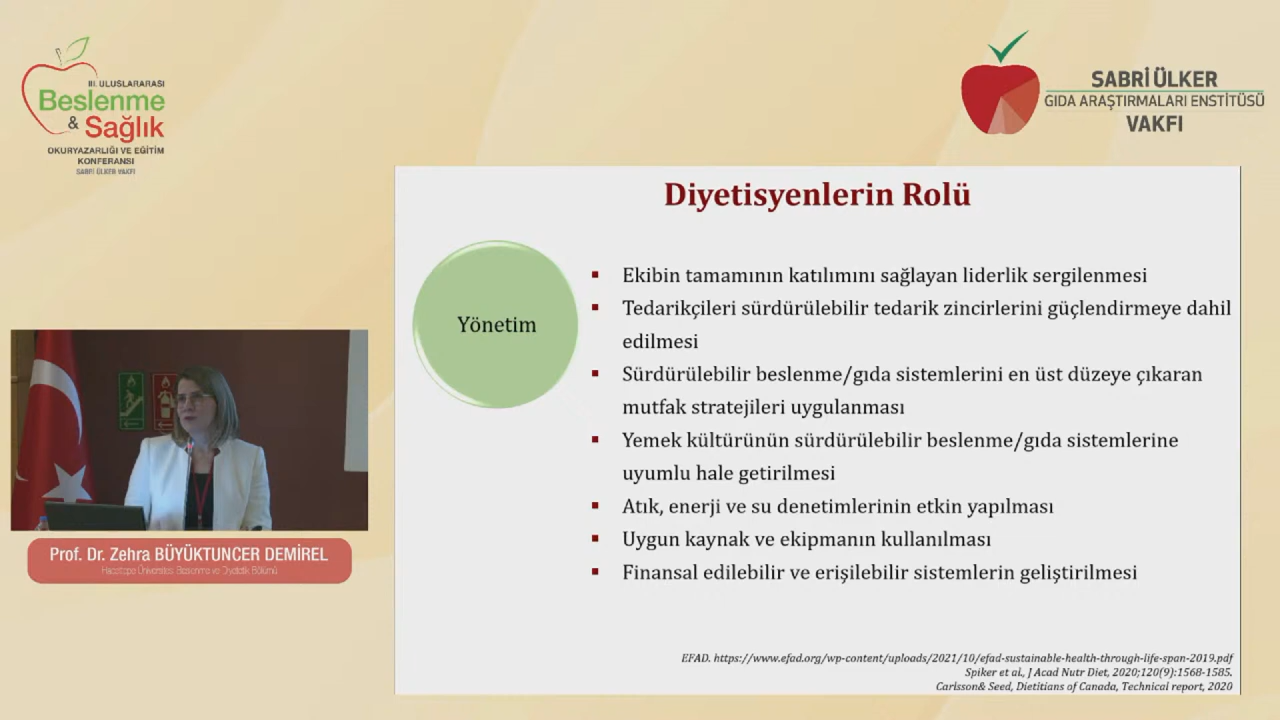 III. ULUSLARARASI
Beslenme
& Sağlık
OKURYAZARLIĞI VE EĞİTİM
KONFERANSI
SABRİ ÜLKER VAKFI
SABRİ ÜLKER
GIDA ARAŞTIRMALARI ENSTİTÜSÜ
VAKFI
Diyetisyenlerin Rolü
Yönetim
▪ Ekibin tamamının katılımını sağlayan liderlik sergilenmesi
▪ Tedarikçileri sürdürülebilir tedarik zincirlerini güçlendirmeye dahil
edilmesi
▪ Sürdürülebilir beslenme/gıda sistemlerini en üst düzeye çıkaran
mutfak stratejileri uygulanması
▪ Yemek kültürünün sürdürülebilir beslenme/gıda sistemlerine
uyumlu hale getirilmesi
▪ Atık, enerji ve su denetimlerinin etkin yapılması
▪ Uygun kaynak ve ekipmanın kullanılması
▪ Finansal edilebilir ve erişilebilir sistemlerin geliştirilmesi
Prof. Dr. Zehra BÜYÜKTUNCER DEMİREL
Hacettepe Üniversitesi Beslenme ve Diyetetik Bölümü
EFAD. https://www.efad.org/wp-content/uploads/2021/10/efad-sustainable-health-through-life-span-2019.pdf
Spiker et al., J Acad Nutr Diet, 2020;120(9):1568-1585.
Carlsson& Seed, Dietitians of Canada, Technical report, 2020